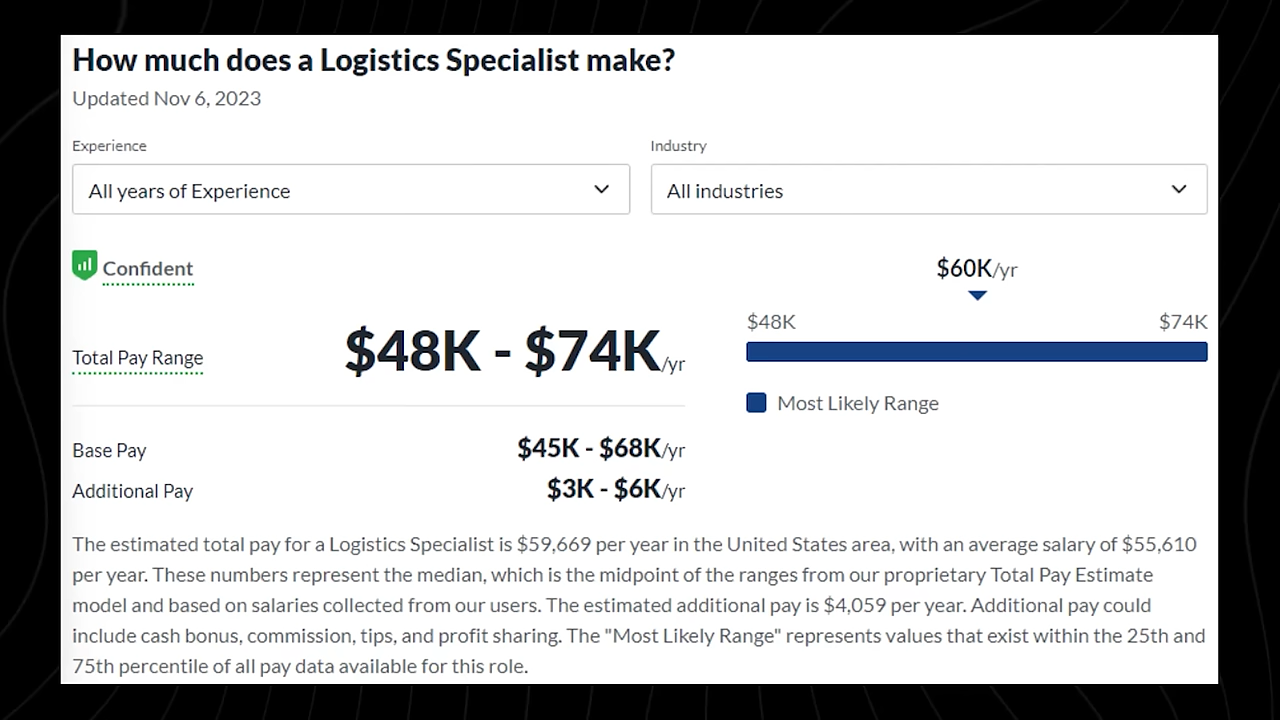 How much does a Logistics Specialist make?
Updated Nov 6, 2023
Experience
Industry
All years of Experience
All industries
Confident
$60K/yr
$48K
$74K
Total Pay Range
$48K - $74K/yr
Most Likely Range
Base Pay
$45K - $68K/yr
Additional Pay
$3K - $6K/yr
The estimated total pay for a Logistics Specialist is $59,669 per year in the United States area, with an average salary of $55,610
per year. These numbers represent the median, which is the midpoint of the ranges from our proprietary Total Pay Estimate
model and based on salaries collected from our users. The estimated additional pay is $4,059 per year. Additional pay could
include cash bonus, commission, tips, and profit sharing. The "Most Likely Range" represents values that exist within the 25th and
75th percentile of all pay data available for this role.